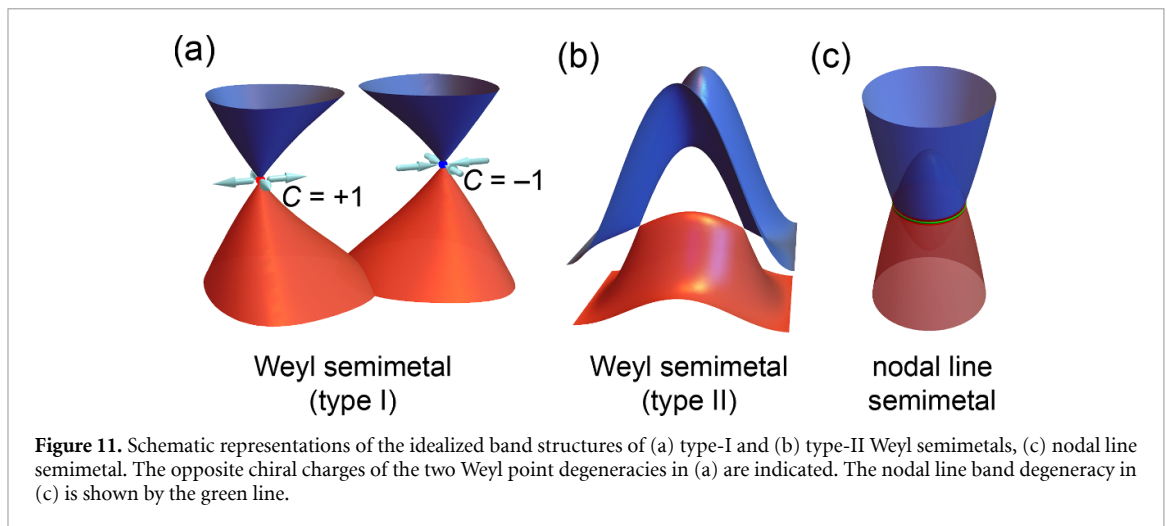 (a)
(b)
(c)
C = +1
C = –1
Weyl semimetal
(type I)
Weyl semimetal
(type II)
nodal line
semimetal
Figure 11. Schematic representations of the idealized band structures of (a) type-I and (b) type-II Weyl semimetals, (c) nodal line
semimetal. The opposite chiral charges of the two Weyl point degeneracies in (a) are indicated. The nodal line band degeneracy in
(c) is shown by the green line.